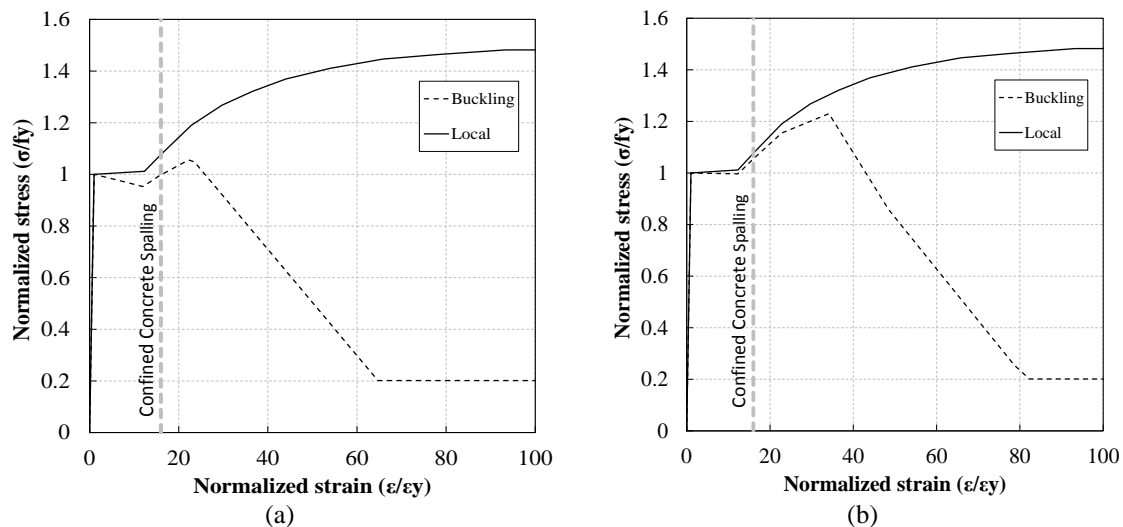 1.6
1.4
1.2
1
0.8
0.6
0.4
0.2
0
Normalized stress (σ/fy)
Buckling
Local
Confined Concrete Spalling
0 20 40 60 80 100
Normalized strain (ε/εy)
(a)
1.6
1.4
1.2
1
0.8
0.6
0.4
0.2
0
Normalized stress (σ/fy)
Buckling
Local
Confined Concrete Spalling
0 20 40 60 80 100
Normalized strain (ε/εy)
(b)